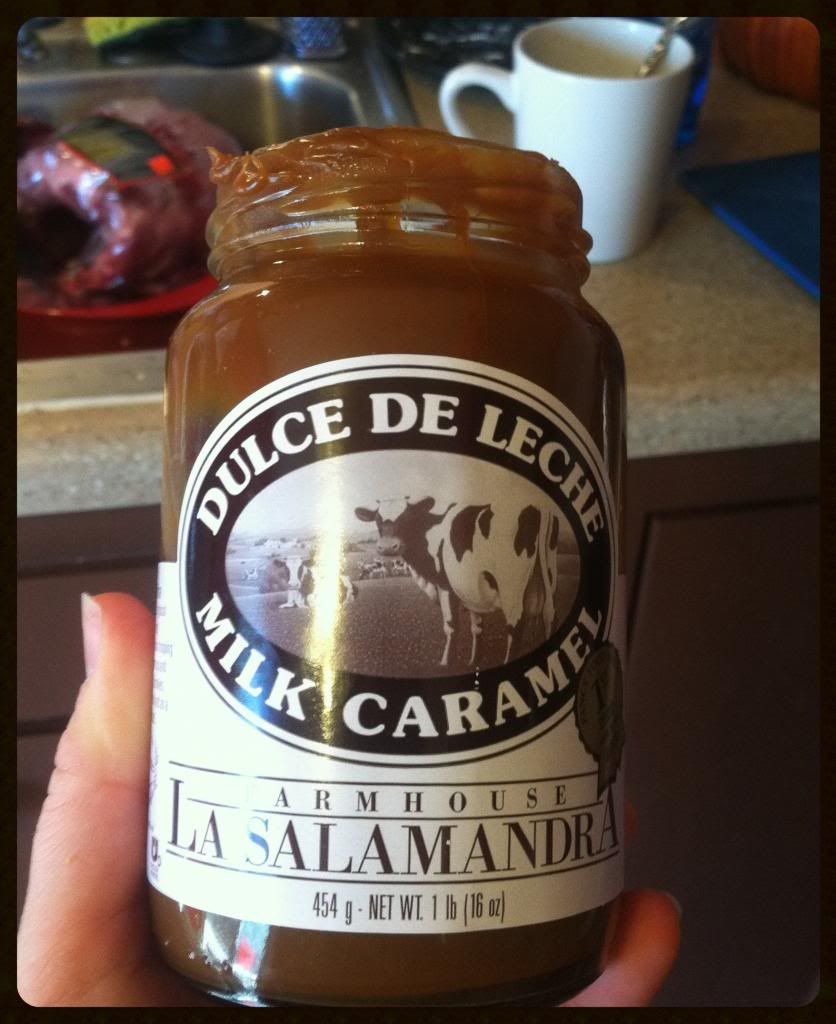 DULCE DE LECHE
MILK CARAMEL
FARMHOUSE
LA SALAMANDRA
454 g - NET WT. 1 lb (16 oz)